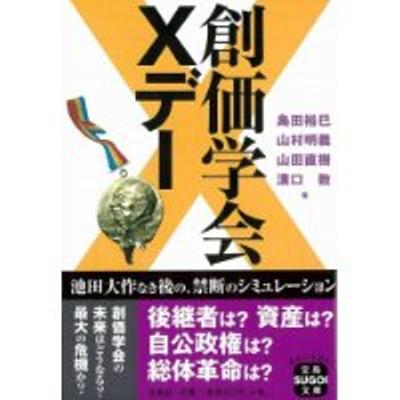 創価学会
Xデー
島田裕巳
山村明義
山田直樹
溝口 敦
他
池田大作なき後の、禁断のシミュレーション
創価学会の
未来はどうなる?
最大の危機か?
後継者は? 資産は?
自公政権は?
総体革命は?
宝島
SUGOI
文庫